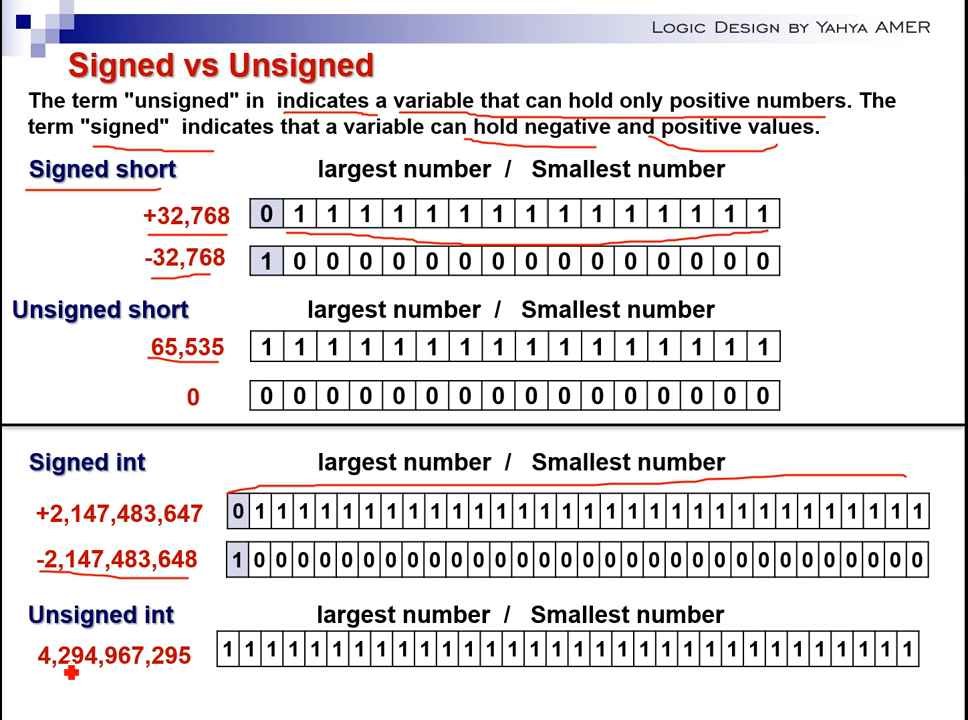 Logic Design by Yahya AMER
Signed vs Unsigned
The term "unsigned" in indicates a variable that can hold only positive numbers. The
term "signed" indicates that a variable can hold negative and positive values.
Signed short largest number / Smallest number
+32,768 0 1 1 1 1 1 1 1 1 1 1 1 1 1 1 1
-32,768 1 0 0 0 0 0 0 0 0 0 0 0 0 0 0 0
Unsigned short largest number / Smallest number
65,535 1 1 1 1 1 1 1 1 1 1 1 1 1 1 1 1
0 0 0 0 0 0 0 0 0 0 0 0 0 0 0 0 0
Signed int largest number / Smallest number
+2,147,483,647 0 1 1 1 1 1 1 1 1 1 1 1 1 1 1 1 1 1 1 1 1 1 1 1 1 1 1 1 1 1 1 1
-2,147,483,648 1 0 0 0 0 0 0 0 0 0 0 0 0 0 0 0 0 0 0 0 0 0 0 0 0 0 0 0 0 0 0 0
Unsigned int largest number / Smallest number
4,294,967,295 1 1 1 1 1 1 1 1 1 1 1 1 1 1 1 1 1 1 1 1 1 1 1 1 1 1 1 1 1 1 1 1